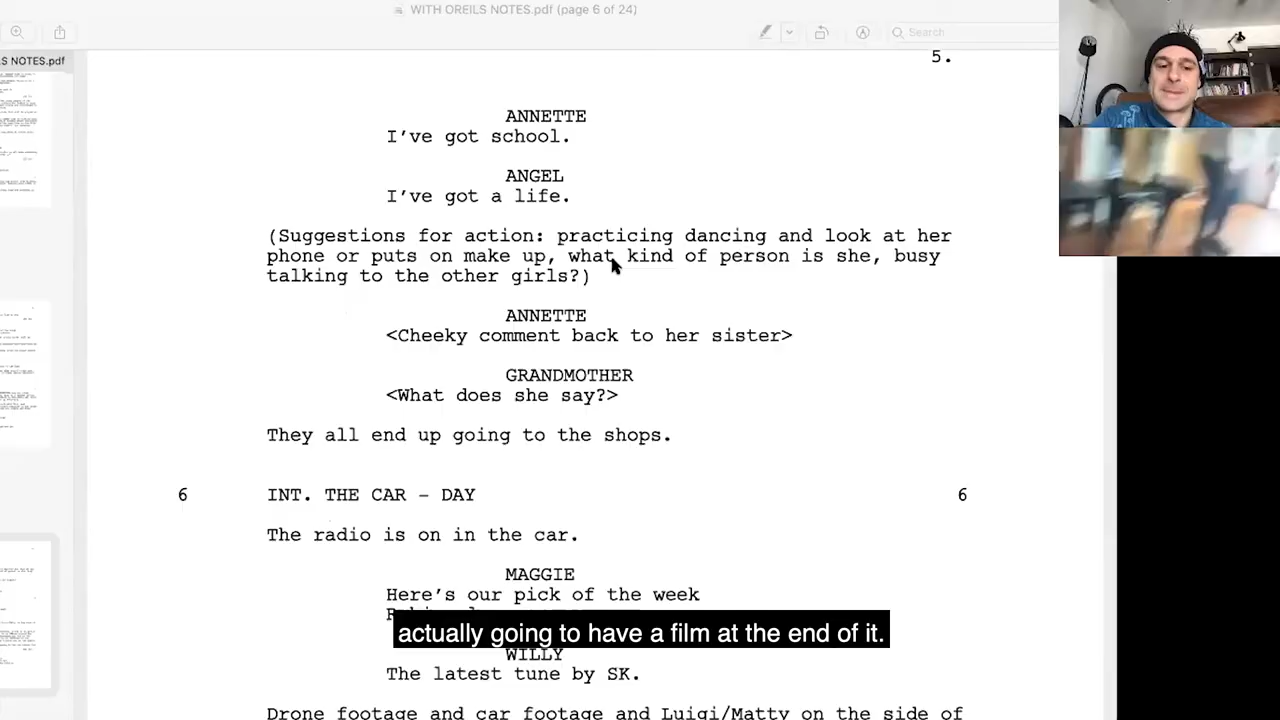 WITH OREILS NOTES.pdf (page 6 of 24)
Search
S NOTES.pdf
5.
ANNETTE
I've got school.
ANGEL
I've got a life.
(Suggestions for action: practicing dancing and look at her
phone or puts on make up, what kind of person is she, busy
talking to the other girls?)
ANNETTE
<Cheeky comment back to her sister>
GRANDMOTHER
<What does she say?>
They all end up going to the shops.
6 INT. THE CAR – DAY 6
The radio is on in the car.
MAGGIE
Here's our pick of the week
actually going to have a film at the end of it.
WILLY
The latest tune by SK.
Drone footage and car footage and Luigi/Matty on the side of